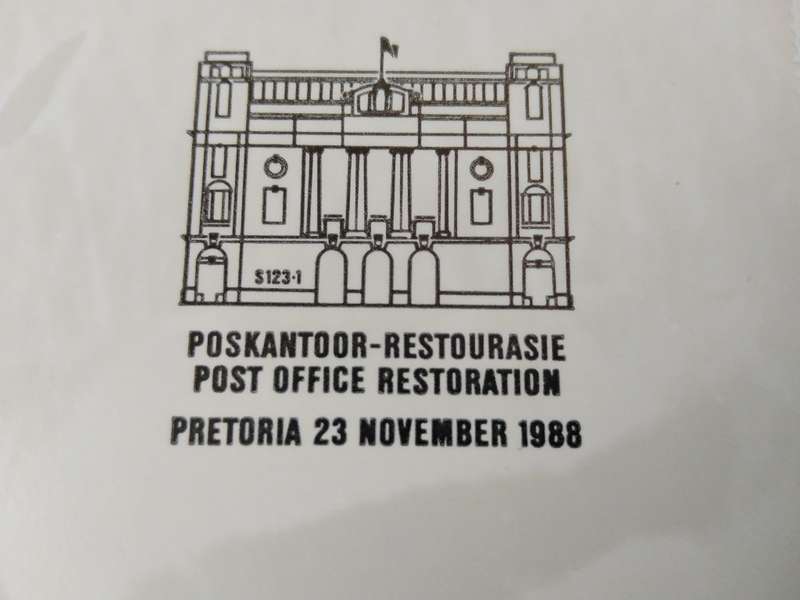 S123·1
POSKANTOOR-RESTOURASIE
POST OFFICE RESTORATION
PRETORIA 23 NOVEMBER 1988